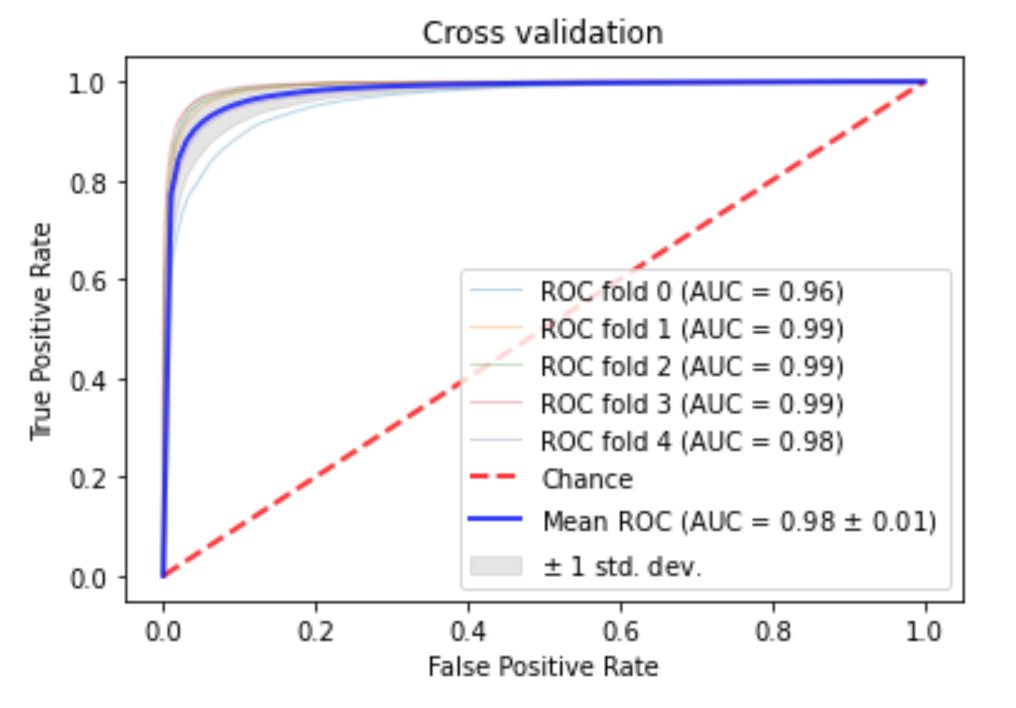 Cross validation
True Positive Rate
1.0
0.8
0.6
0.4
0.2
0.0
ROC fold 0 (AUC = 0.96)
ROC fold 1 (AUC = 0.99)
ROC fold 2 (AUC = 0.99)
ROC fold 3 (AUC = 0.99)
ROC fold 4 (AUC = 0.98)
Chance
Mean ROC (AUC = 0.98 ± 0.01)
± 1 std. dev.
0.0 0.2 0.4 0.6 0.8 1.0
False Positive Rate